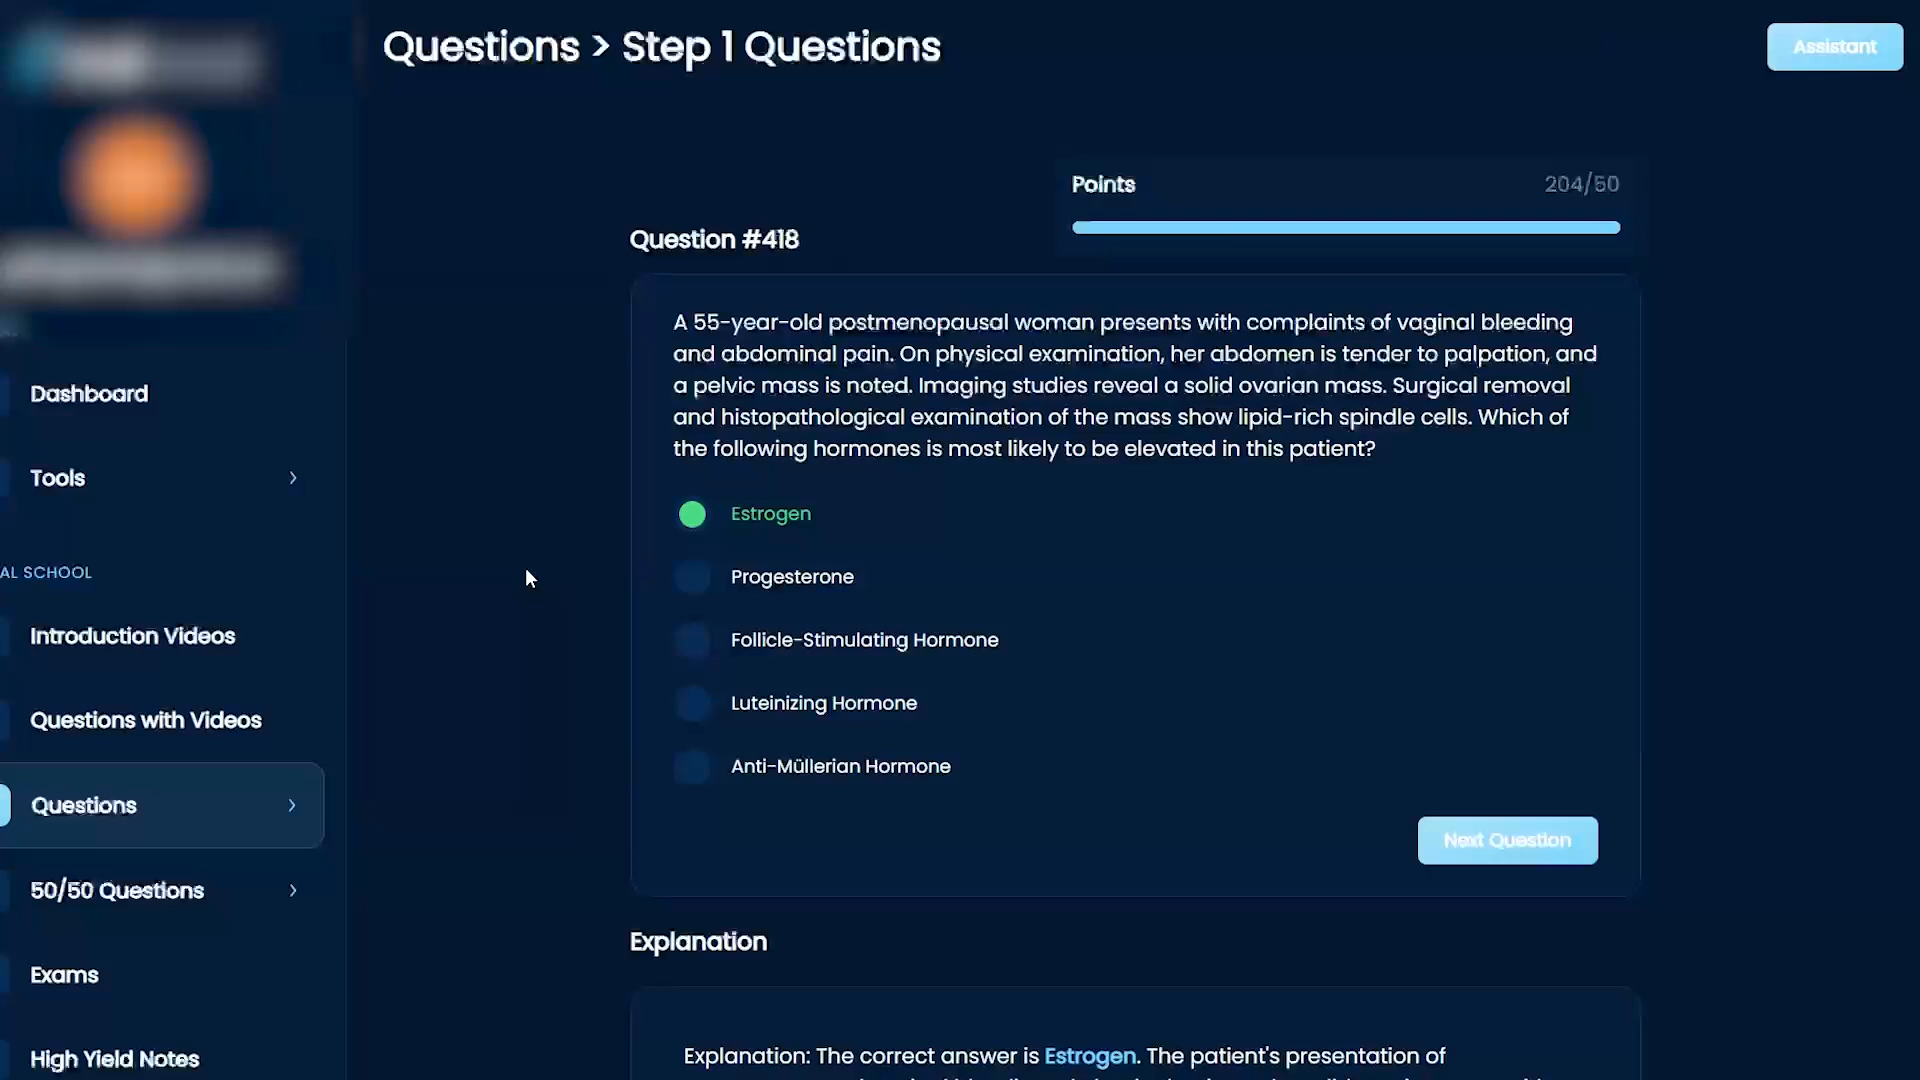 Questions > Step 1 Questions
Assistant
Points
204/50
Question #418
A 55-year-old postmenopausal woman presents with complaints of vaginal bleeding
and abdominal pain. On physical examination, her abdomen is tender to palpation, and
a pelvic mass is noted. Imaging studies reveal a solid ovarian mass. Surgical removal
and histopathological examination of the mass show lipid-rich spindle cells. Which of
the following hormones is most likely to be elevated in this patient?
Estrogen
Progesterone
Follicle-Stimulating Hormone
Luteinizing Hormone
Anti-Müllerian Hormone
Next Question
Explanation
Explanation: The correct answer is Estrogen. The patient's presentation of
Dashboard
Tools
AL SCHOOL
Introduction Videos
Questions with Videos
Questions
50/50 Questions
Exams
High Yield Notes